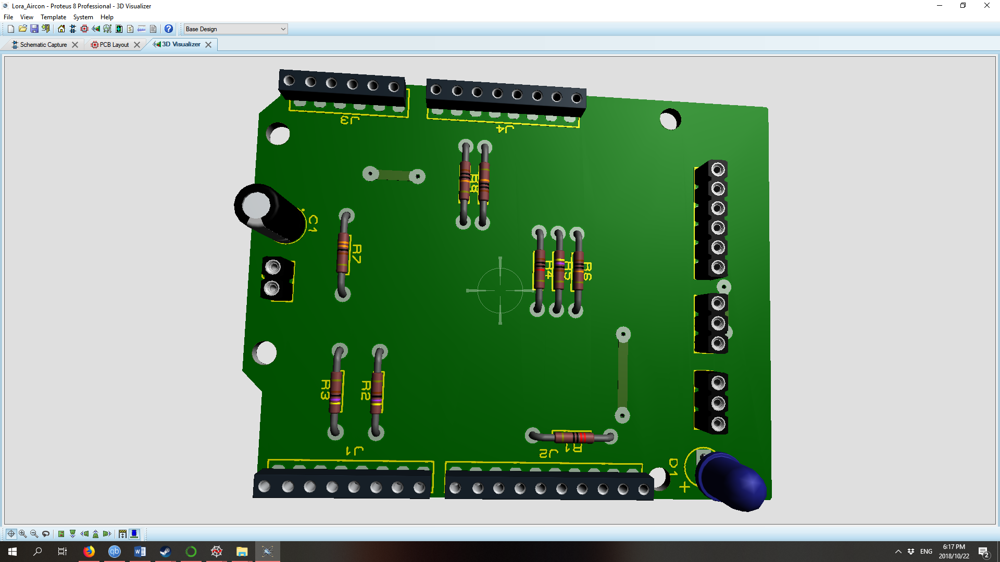 Lora_Aircon - Proteus 8 Professional - 3D Visualizer
File View Template System Help
Base Design
Schematic Capture
PCB Layout
3D Visualizer
J3
J4
R8
C1
R7
R4
R5
R6
R3
R2
J1
J2
R1
D1
+
ENG
6:17 PM
2018/10/22
2